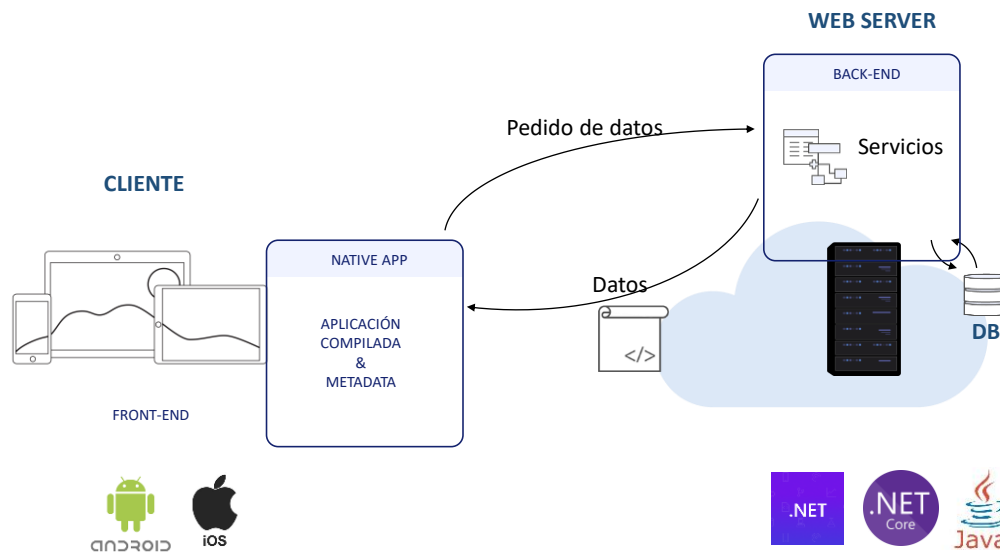 WEB SERVER
BACK-END
Servicios
Pedido de datos
CLIENTE
NATIVE APP
APLICACIÓN
COMPILADA
&
METADATA
Datos
</>
DB
FRONT-END
ANDROID
iOS
.NET
.NET
Core
Java